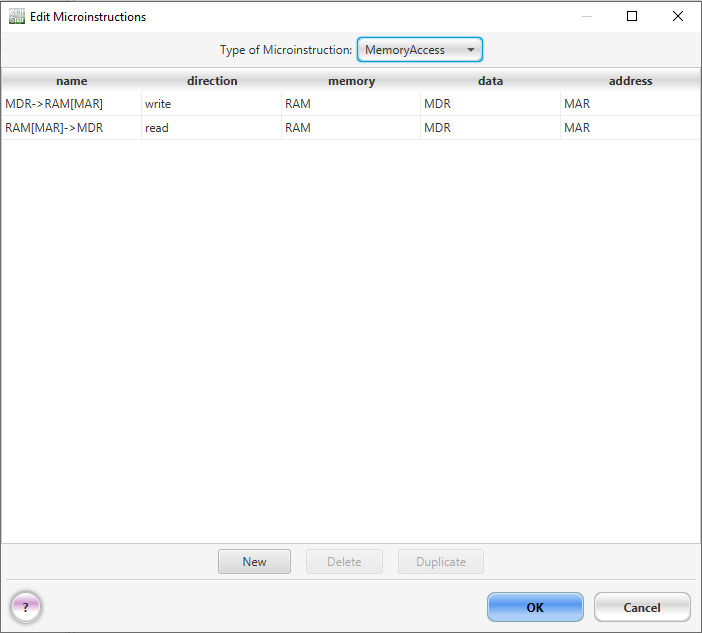 Edit Microinstructions
Type of Microinstruction: MemoryAccess
name direction memory data address
MDR->RAM[MAR] write RAM MDR MAR
RAM[MAR]->MDR read RAM MDR MAR
New Delete Duplicate
? OK Cancel